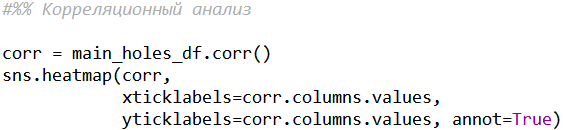 #%% Корреляционный анализ
corr = main_holes_df.corr()
sns.heatmap(corr,
            xticklabels=corr.columns.values,
            yticklabels=corr.columns.values, annot=True)